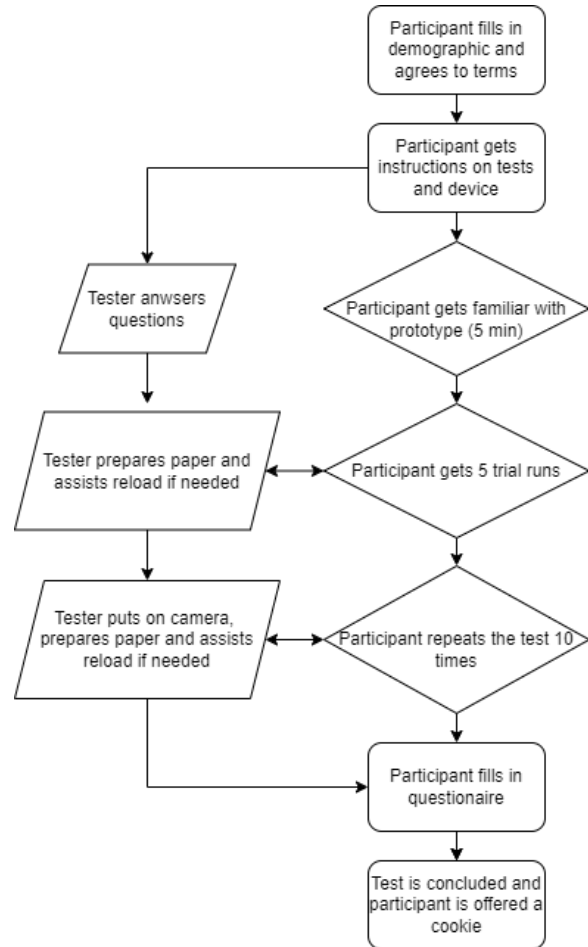 Participant fills in
demographic and
agrees to terms
Participant gets
instructions on tests
and device
Tester anwsers
questions
Participant gets familiar with
prototype (5 min)
Tester prepares paper and
assists reload if needed
Participant gets 5 trial runs
Tester puts on camera,
prepares paper and assists
reload if needed
Participant repeats the test 10
times
Participant fills in
questionaire
Test is concluded and
participant is offered a
cookie